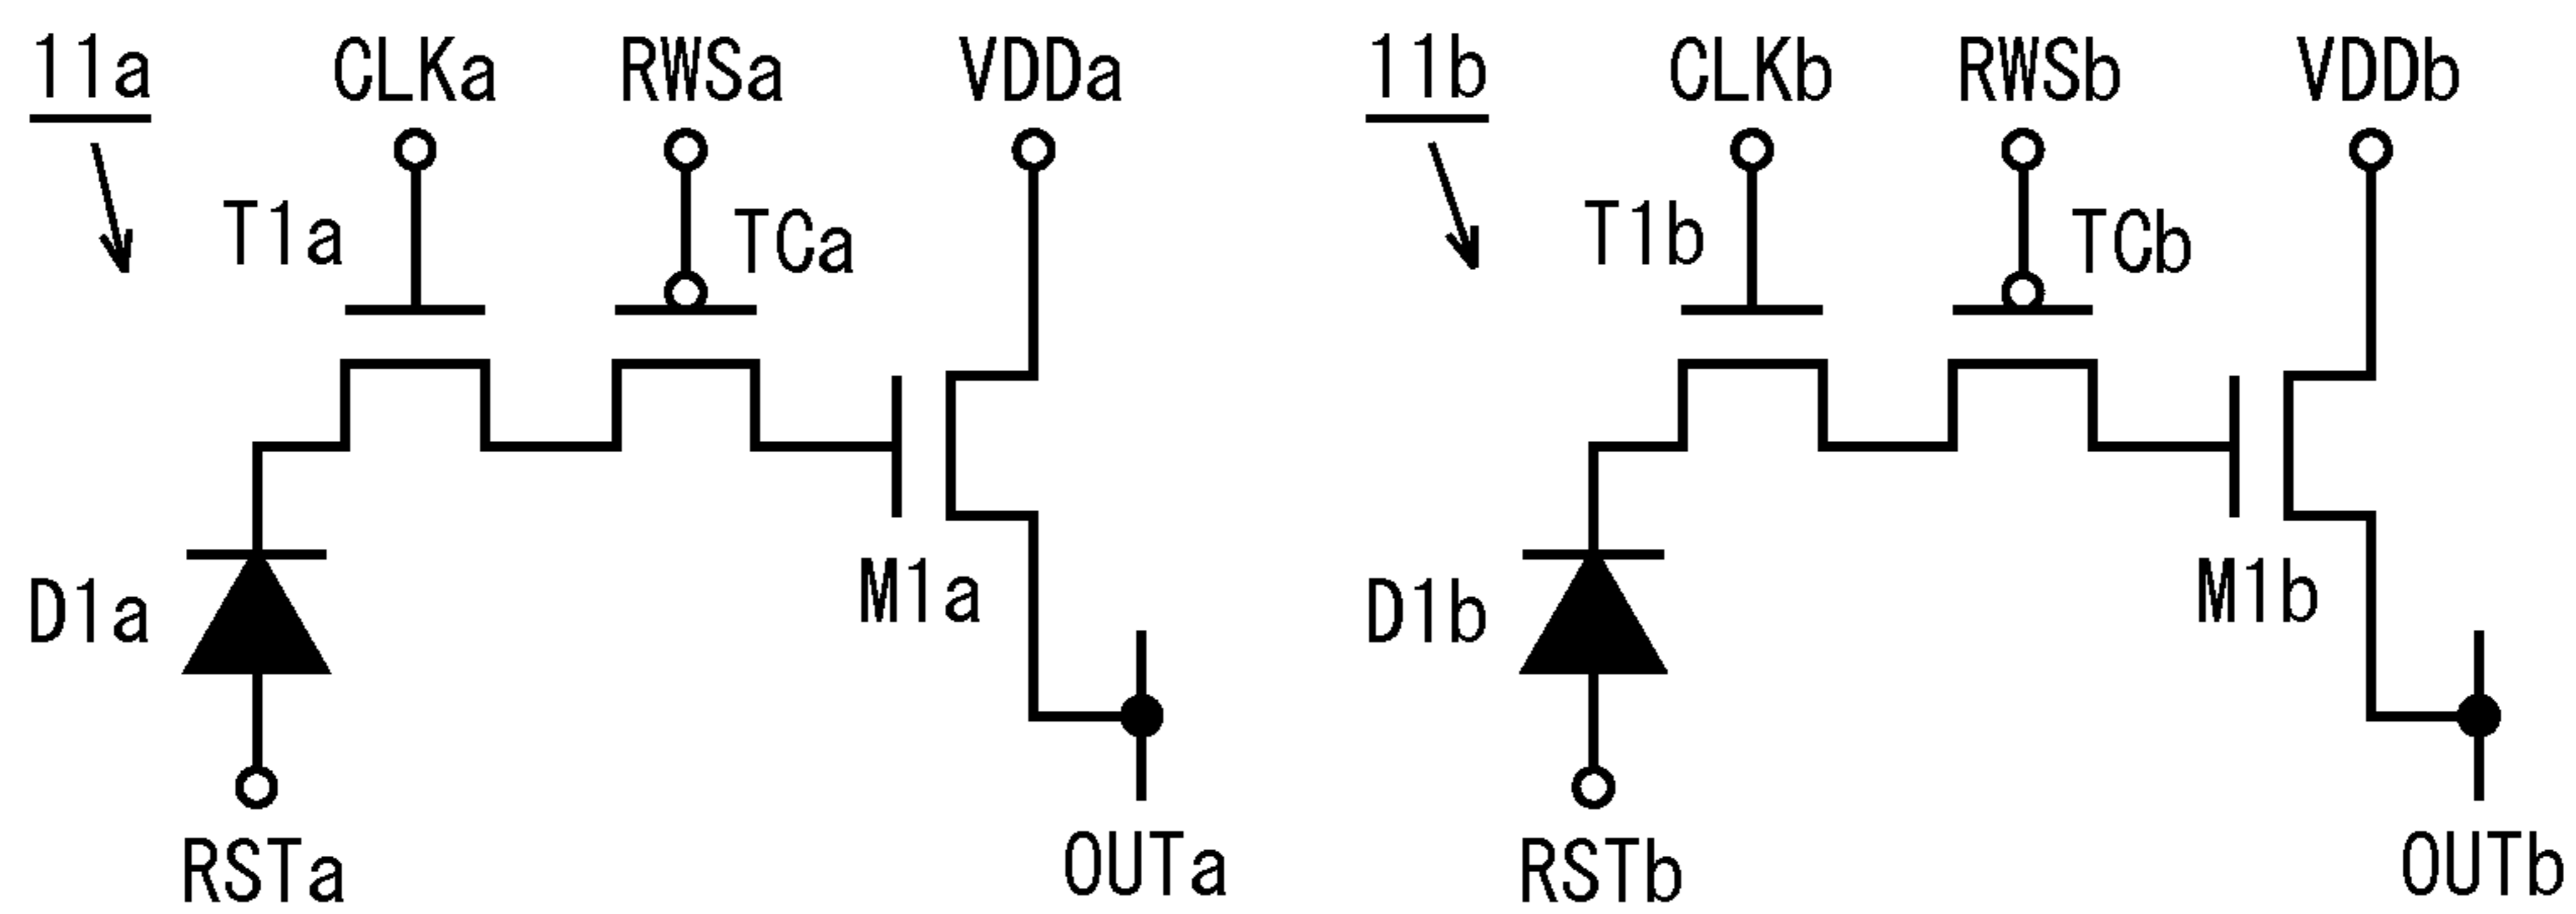 11a CLKa RWSa VDDa
T1a TCa
D1a M1a
RSTa OUTa
11b CLKb RWSb VDDb
T1b TCb
D1b M1b
RSTb OUTb